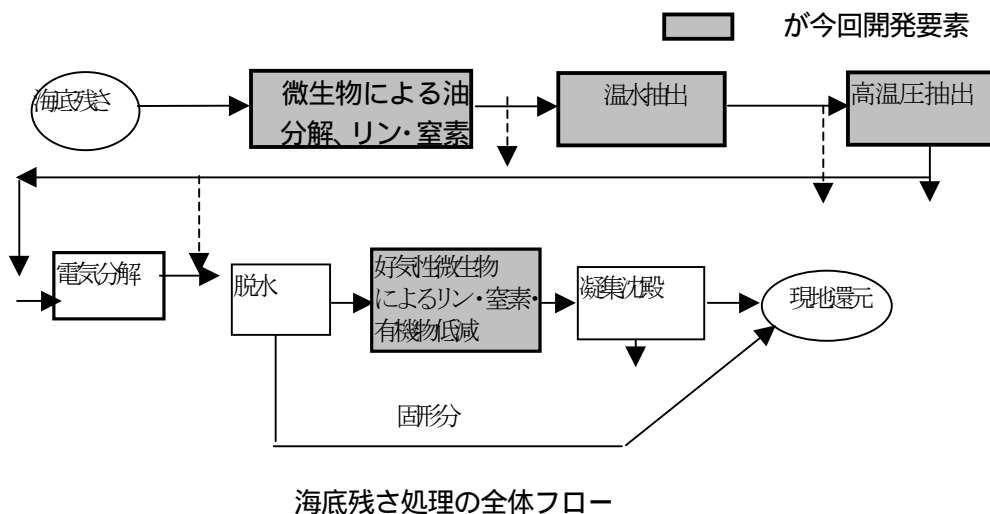 が今回開発要素
海底残さ
微生物による油
分解、リン・窒素
温水抽出
高温圧抽出
電気分解
脱水
好気性微生物
によるリン・窒素・
有機物低減
凝集沈殿
現地還元
固形分
海底残さ処理の全体フロー